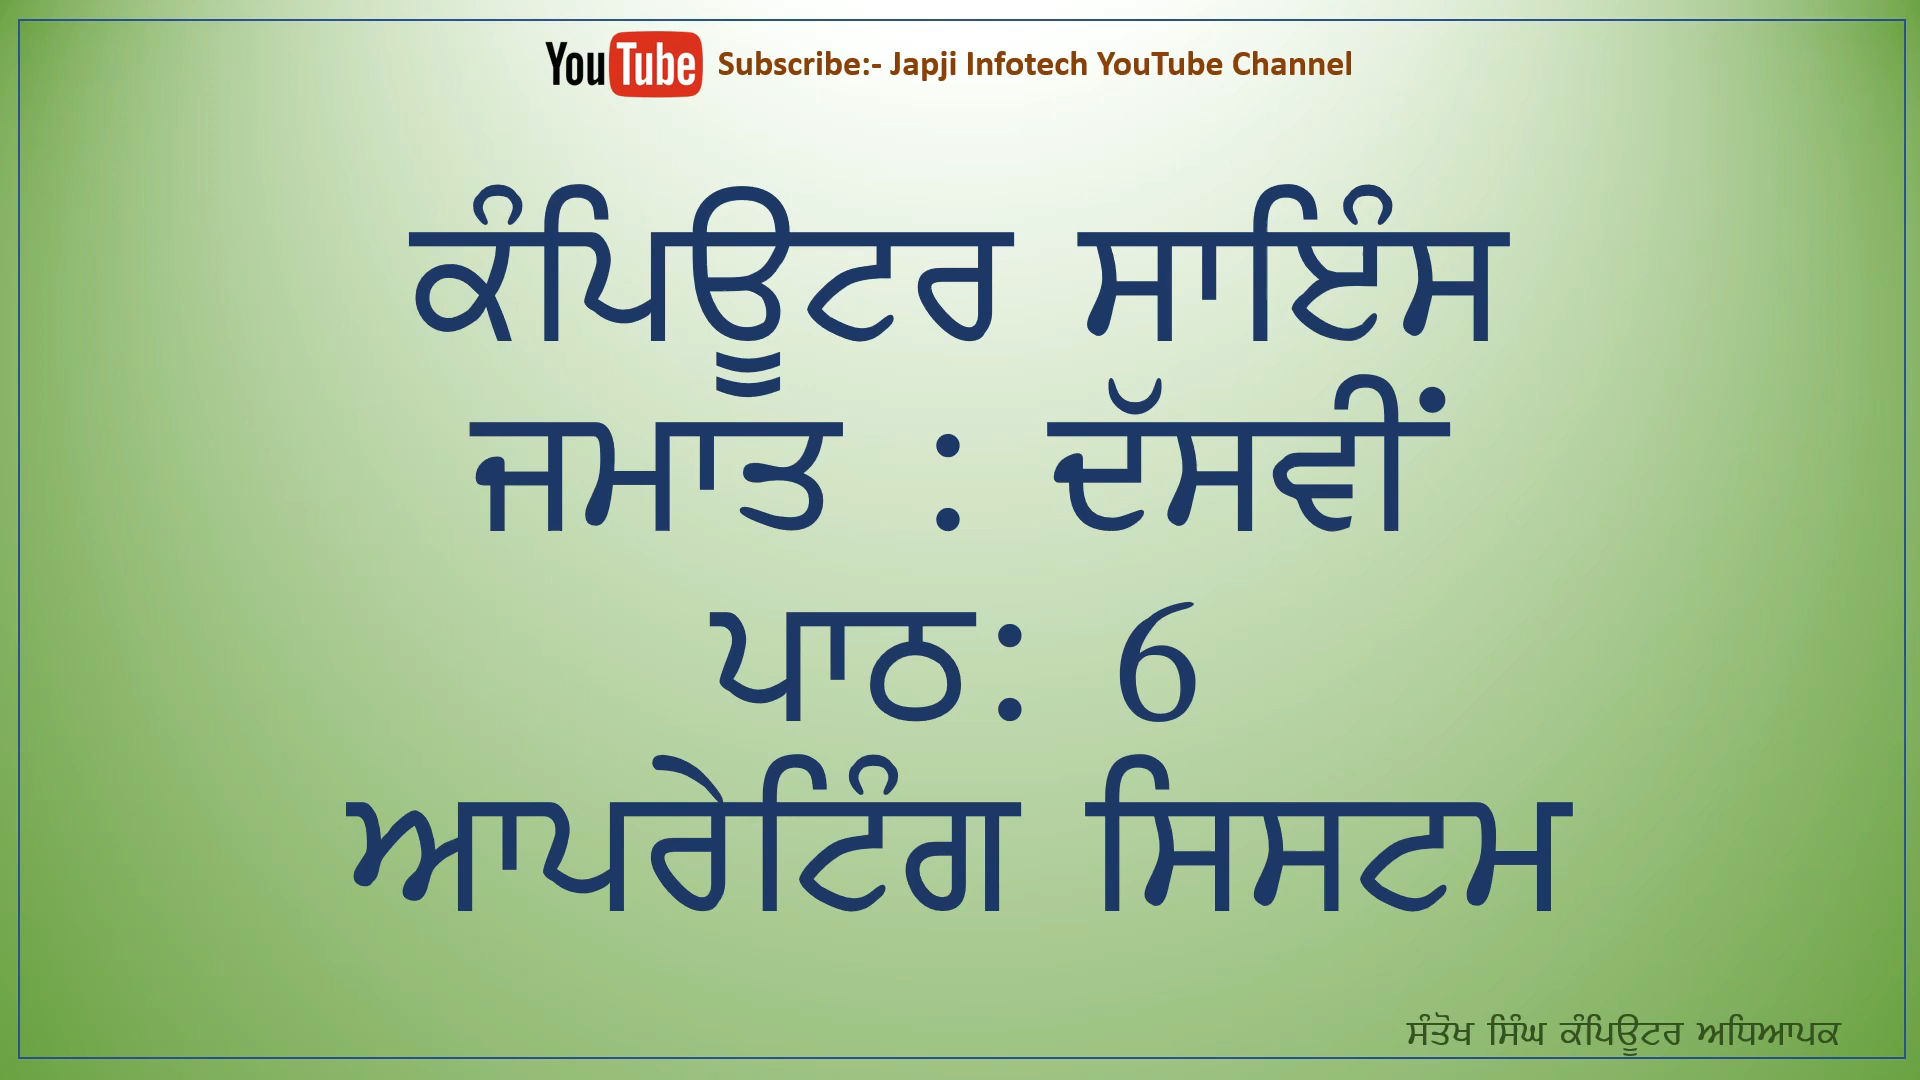 YouTube Subscribe:- Japji Infotech YouTube Channel
ਕੰਪਿਊਟਰ ਸਾਇੰਸ
ਜਮਾਤ : ਦੱਸਵੀਂ
ਪਾਠ: 6
ਆਪਰੇਟਿੰਗ ਸਿਸਟਮ
ਸੰਤੋਖ ਸਿੰਘ ਕੰਪਿਊਟਰ ਅਧਿਆਪਕ